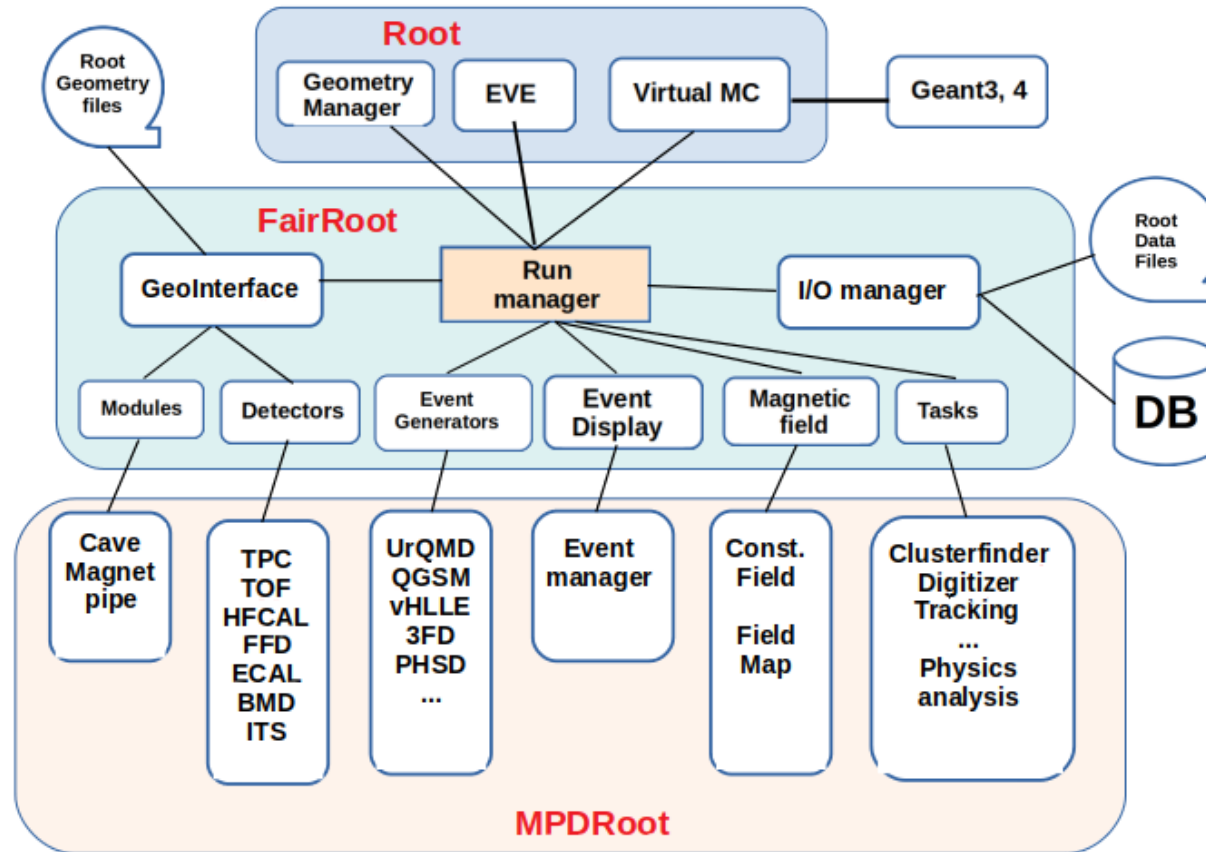 Root
Root
Geometry
files
Geometry
Manager
EVE
Virtual MC
Geant3, 4
FairRoot
Root
Data
Files
GeoInterface
Run
manager
I/O manager
Modules
Detectors
Event
Generators
Event
Display
Magnetic
field
Tasks
DB
Cave
Magnet
pipe
TPC
TOF
HFCAL
FFD
ECAL
BMD
ITS
UrQMD
QGSM
vHLLE
3FD
PHSD
...
Event
manager
Const.
Field
Field
Map
Clusterfinder
Digitizer
Tracking
...
Physics
analysis
MPDRoot